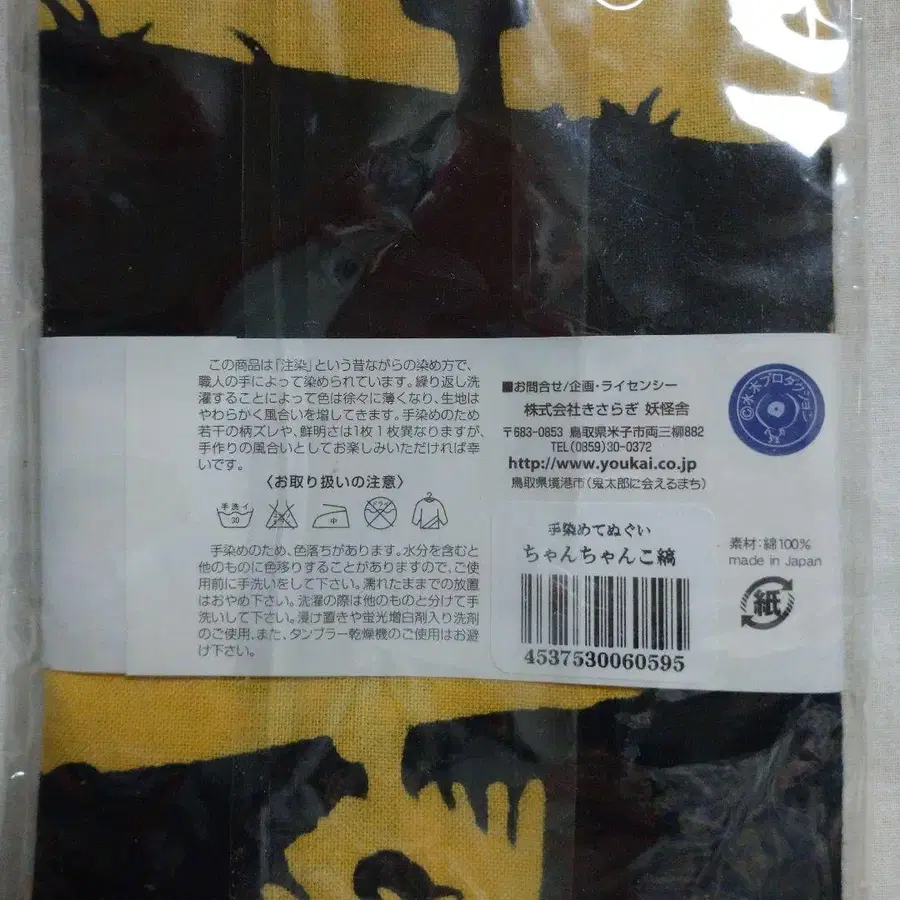 この商品は「注染」という昔ながらの染め方で、
職人の手によって染められています。繰り返し洗
濯することによって色は徐々に薄くなり、生地は
やわらかく風合いを増してきます。手染めのため
若干の柄ズレや、鮮明さは1枚1枚異なりますが、
手作りの風合いとしてお楽しみいただければ幸
いです。
〈お取り扱いの注意〉
手洗イ
30
中
ドライ
手染めのため、色落ちがあります。水分を含むと
他のものに色移りすることがありますので、ご使
用前に手洗いをして下さい。濡れたままでの放置
はおやめ下さい。洗濯の際は他のものと分けて手
洗いして下さい。浸け置きや蛍光増白剤入り洗剤
のご使用、また、タンブラー乾燥機のご使用はお避
け下さい。
■お問合せ/企画・ライセンシー
株式会社きさらぎ 妖怪舎
〒683-0853 鳥取県米子市両三柳882
TEL(0859)30-0372
http://www.youkai.co.jp
鳥取県境港市(鬼太郎に会えるまち)
©水木プロダクション
手染めてぬぐい
ちゃんちゃんこ縞
4537530060595
素材:綿100%
made in Japan
紙